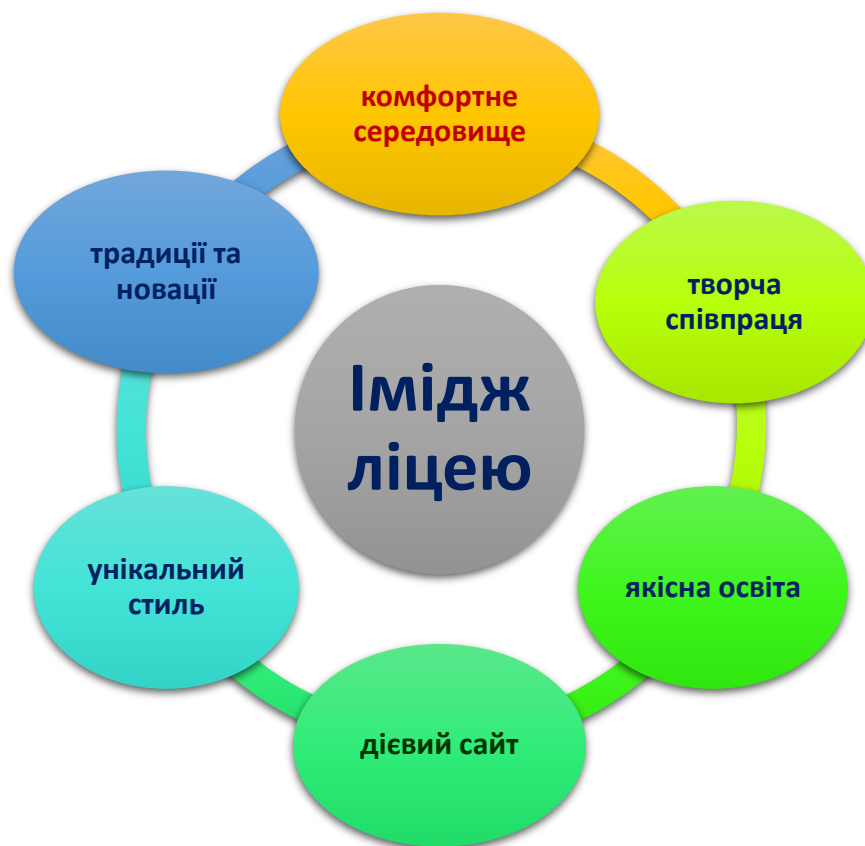 комфортне
середовище
творча
співпраця
якісна освіта
дієвий сайт
унікальний
стиль
традиції та
новації
Імідж
ліцею